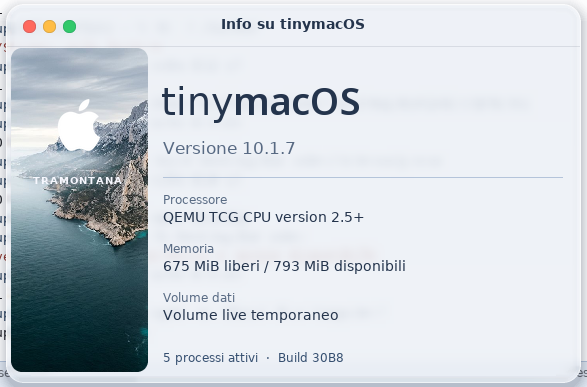 Info su tinymacOS
tinymacOS
Versione 10.1.7
TRAMONTANA
Processore
QEMU TCG CPU version 2.5+
Memoria
675 MiB liberi / 793 MiB disponibili
Volume dati
Volume live temporaneo
5 processi attivi · Build 30B8